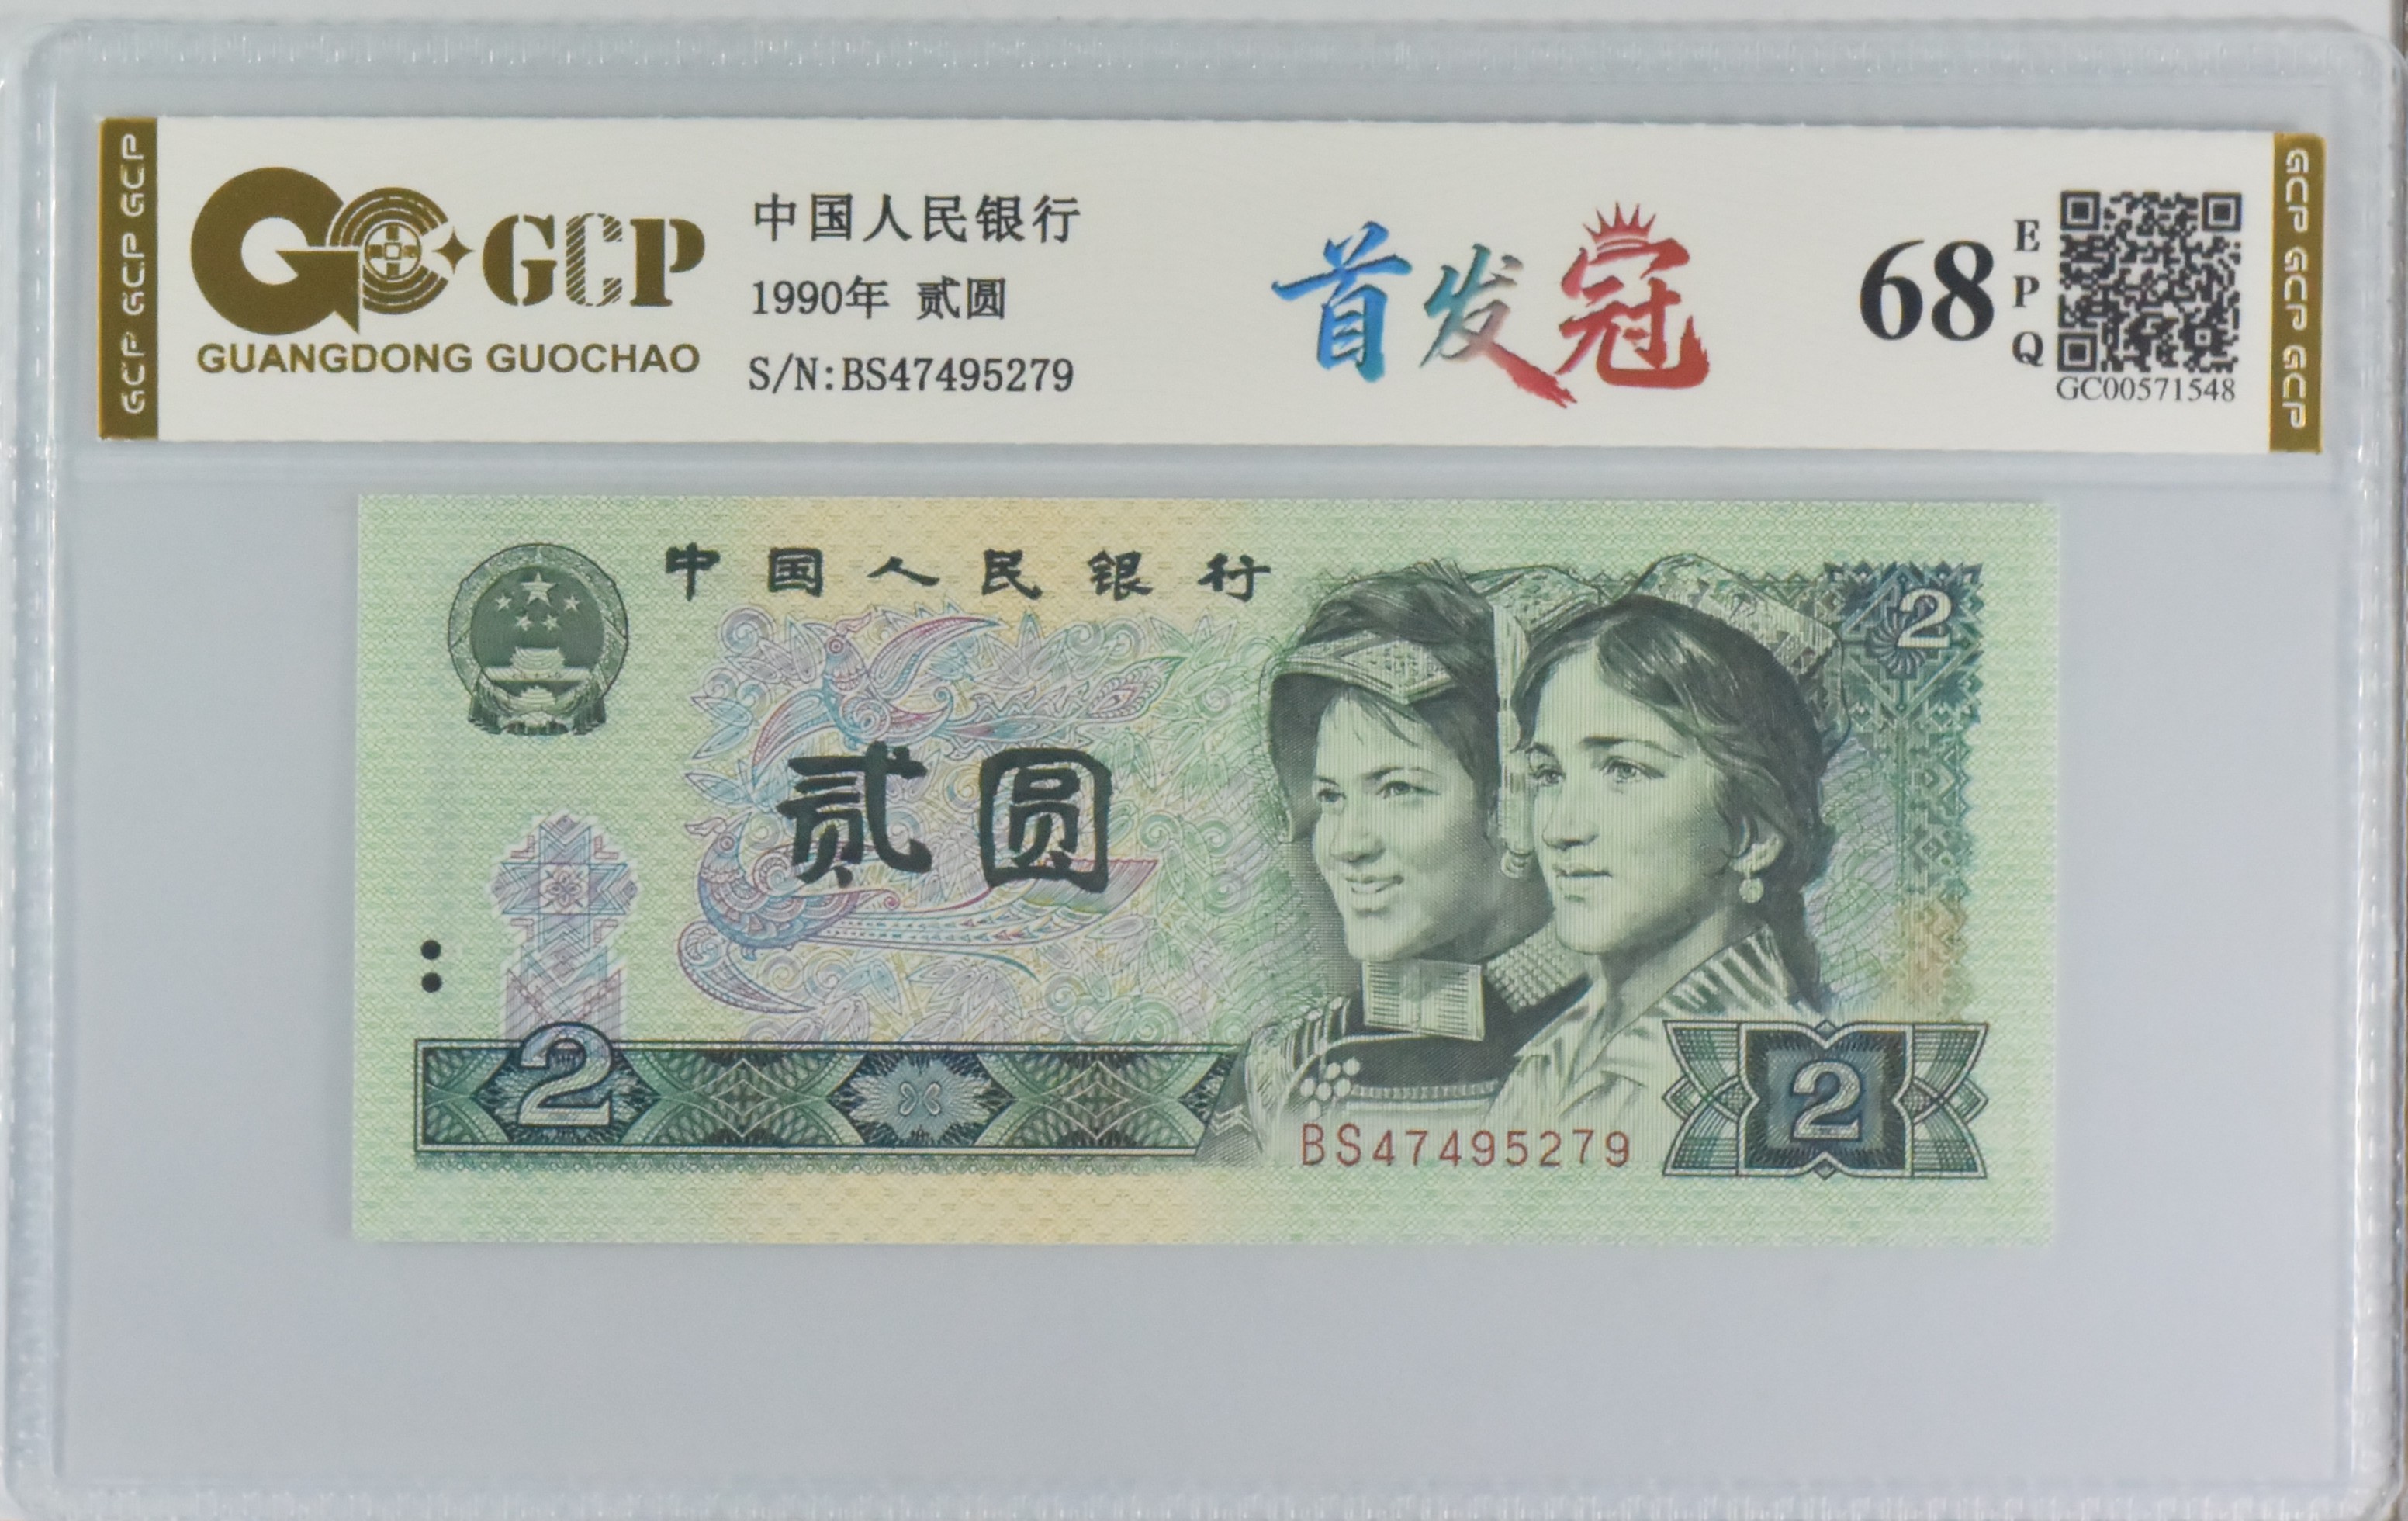 GCP GCP GCP
GCP
GUANGDONG GUOCHAO
中国人民银行
1990年 贰圆
S/N:BS47495279
首发冠
68
EPQ
GC00571548
GCP GCP GCP
中国人民银行
2
贰圆
2
2
BS47495279